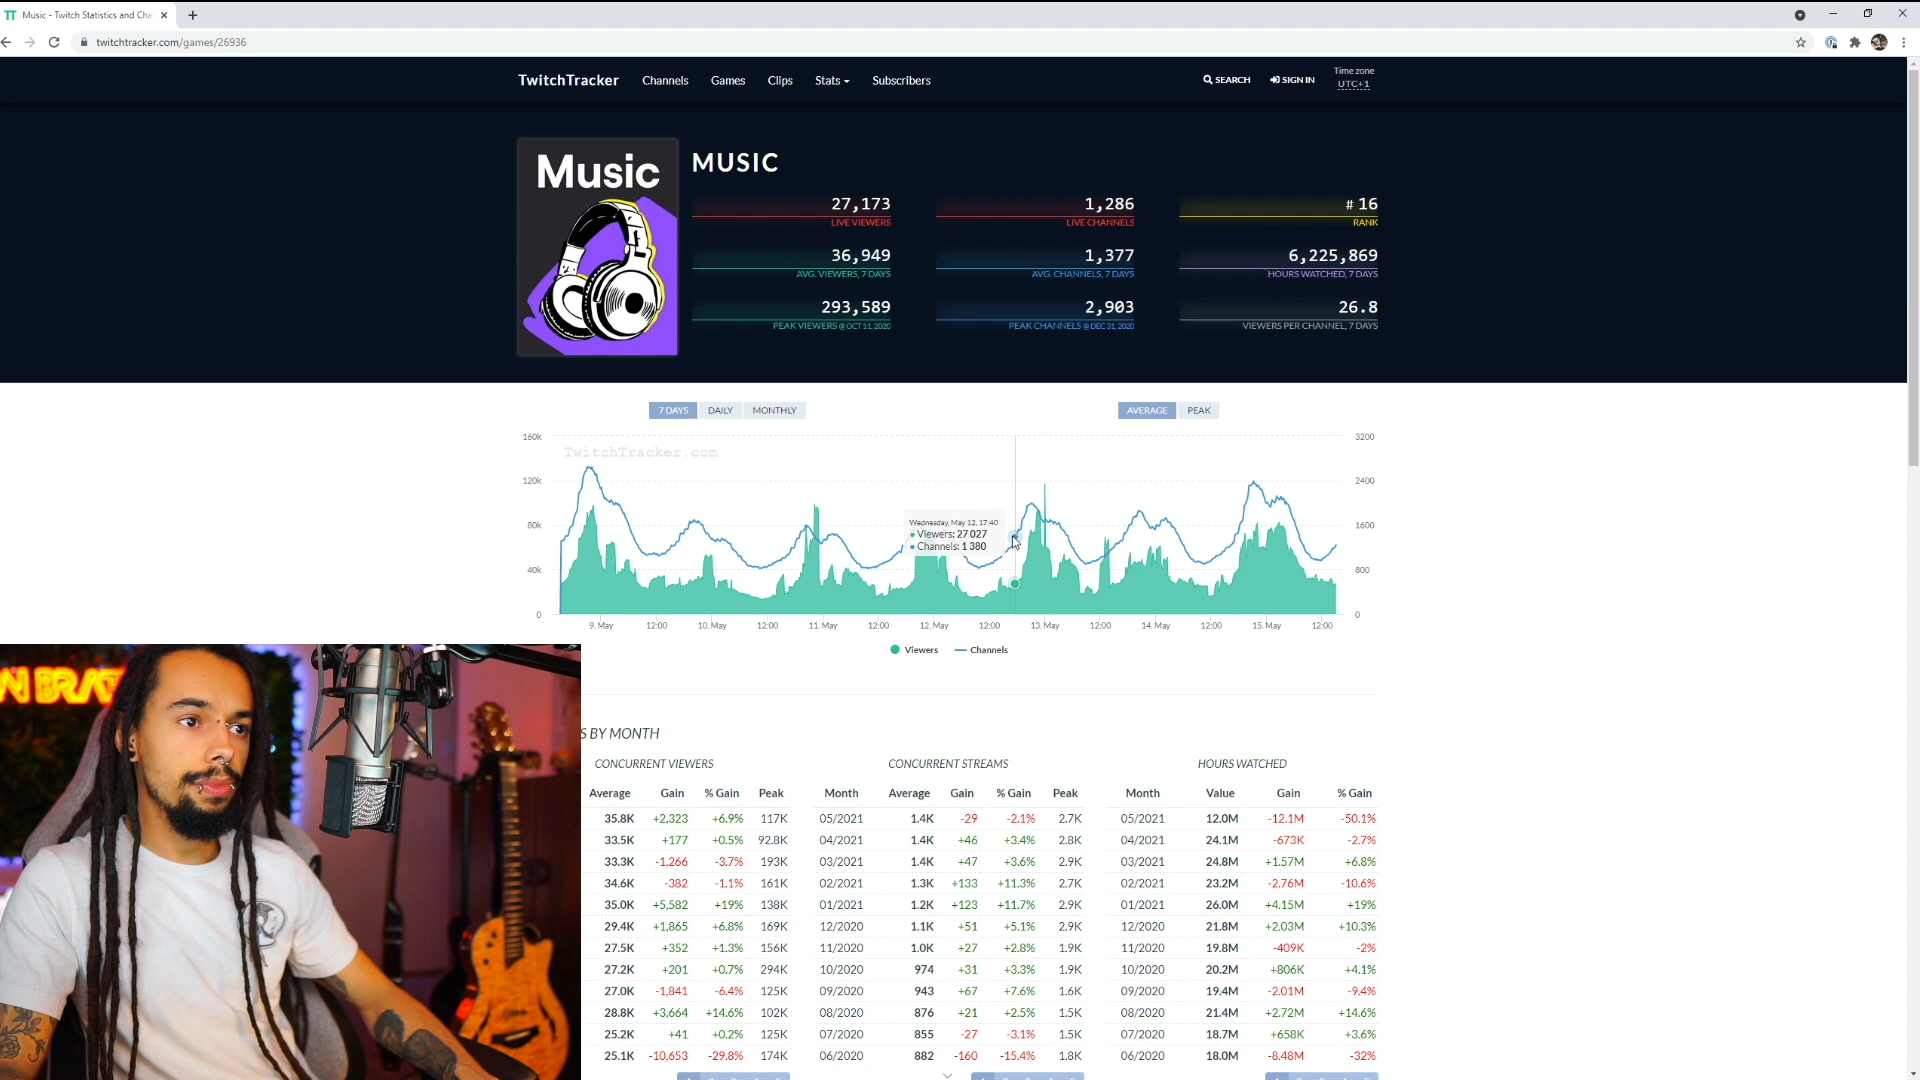 Music - Twitch Statistics and Cha
twitchtracker.com/games/26936
TwitchTracker Channels Games Clips Stats Subscribers SEARCH SIGN IN Time zone UTC+1
Music
MUSIC
27,173 1,286 # 16
LIVE VIEWERS LIVE CHANNELS RANK
36,949 1,377 6,225,869
AVG. VIEWERS, 7 DAYS AVG. CHANNELS, 7 DAYS HOURS WATCHED, 7 DAYS
293,589 2,903 26.8
PEAK VIEWERS @ OCT 11, 2020 PEAK CHANNELS @ DEC 31, 2020 VIEWERS PER CHANNEL, 7 DAYS
7 DAYS DAILY MONTHLY AVERAGE PEAK
160k 3200
TwitchTracker.com
120k 2400
80k 1600
Wednesday, May 12, 17:40
Viewers: 27 027
Channels: 1 380
40k 800
0 0
9. May 12:00 10. May 12:00 11. May 12:00 12. May 12:00 13. May 12:00 14. May 12:00 15. May 12:00
Viewers Channels
S BY MONTH
CONCURRENT VIEWERS CONCURRENT STREAMS HOURS WATCHED
Average Gain % Gain Peak Month Average Gain % Gain Peak Month Value Gain % Gain
35.8K +2,323 +6.9% 117K 05/2021 1.4K -29 -2.1% 2.7K 05/2021 12.0M -12.1M -50.1%
33.5K +177 +0.5% 92.8K 04/2021 1.4K +46 +3.4% 2.8K 04/2021 24.1M -673K -2.7%
33.3K -1,266 -3.7% 193K 03/2021 1.4K +47 +3.6% 2.9K 03/2021 24.8M +1.57M +6.8%
34.6K -382 -1.1% 161K 02/2021 1.3K +133 +11.3% 2.7K 02/2021 23.2M -2.76M -10.6%
35.0K +5,582 +19% 138K 01/2021 1.2K +123 +11.7% 2.9K 01/2021 26.0M +4.15M +19%
29.4K +1,865 +6.8% 169K 12/2020 1.1K +51 +5.1% 2.9K 12/2020 21.8M +2.03M +10.3%
27.5K +352 +1.3% 156K 11/2020 1.0K +27 +2.8% 1.9K 11/2020 19.8M -409K -2%
27.2K +201 +0.7% 294K 10/2020 974 +31 +3.3% 1.9K 10/2020 20.2M +806K +4.1%
27.0K -1,841 -6.4% 125K 09/2020 943 +67 +7.6% 1.6K 09/2020 19.4M -2.01M -9.4%
28.8K +3,664 +14.6% 102K 08/2020 876 +21 +2.5% 1.5K 08/2020 21.4M +2.72M +14.6%
25.2K +41 +0.2% 125K 07/2020 855 -27 -3.1% 1.5K 07/2020 18.7M +658K +3.6%
25.1K -10,653 -29.8% 174K 06/2020 882 -160 -15.4% 1.8K 06/2020 18.0M -8.48M -32%